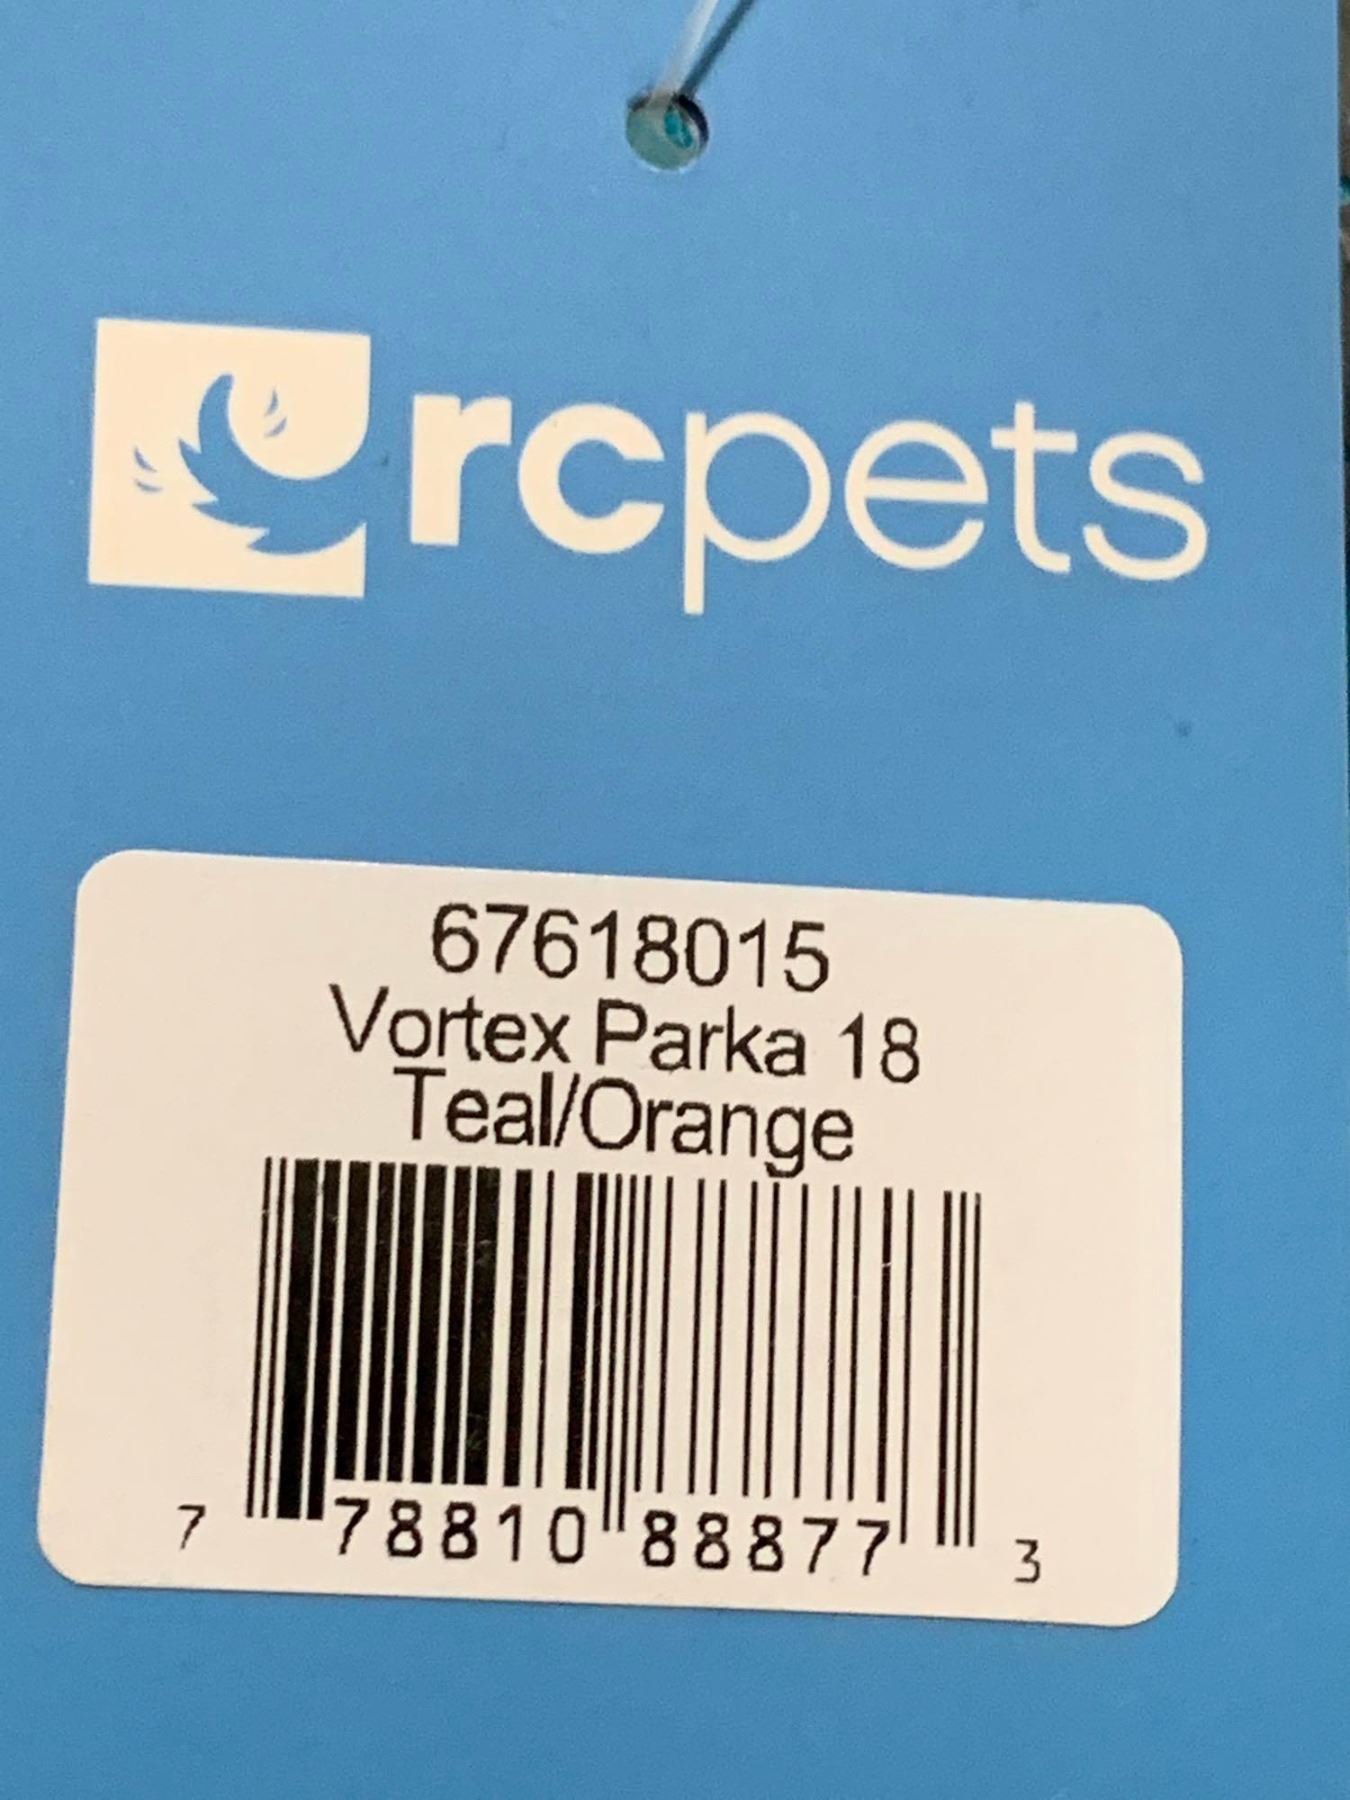 rcpets
67618015
Vortex Parka 18
Teal/Orange
7 78810 88877 3